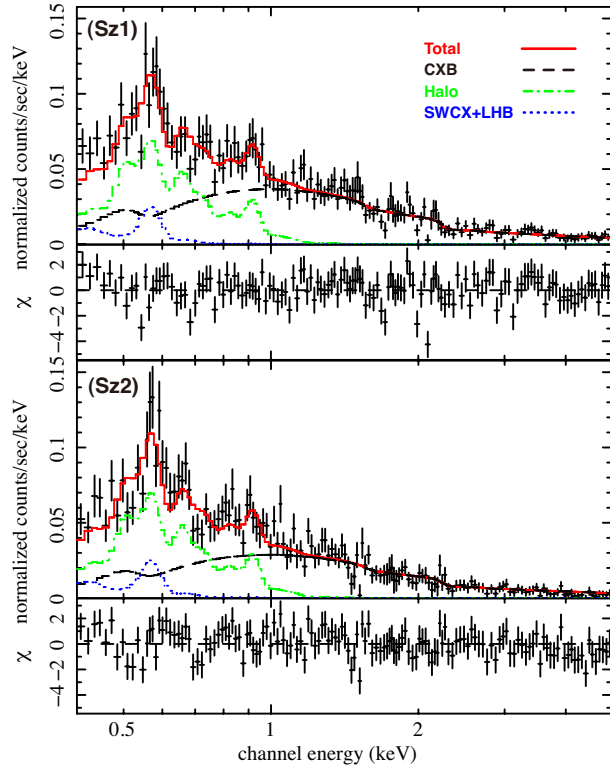 (Sz1)
Total
CXB
Halo
SWCX+LHB
normalized counts/sec/keV
0.15
0.1
0.05
0
χ
2
0
−2
−4
(Sz2)
normalized counts/sec/keV
0.15
0.1
0.05
0
χ
2
0
−2
−4
0.5
1
2
channel energy (keV)